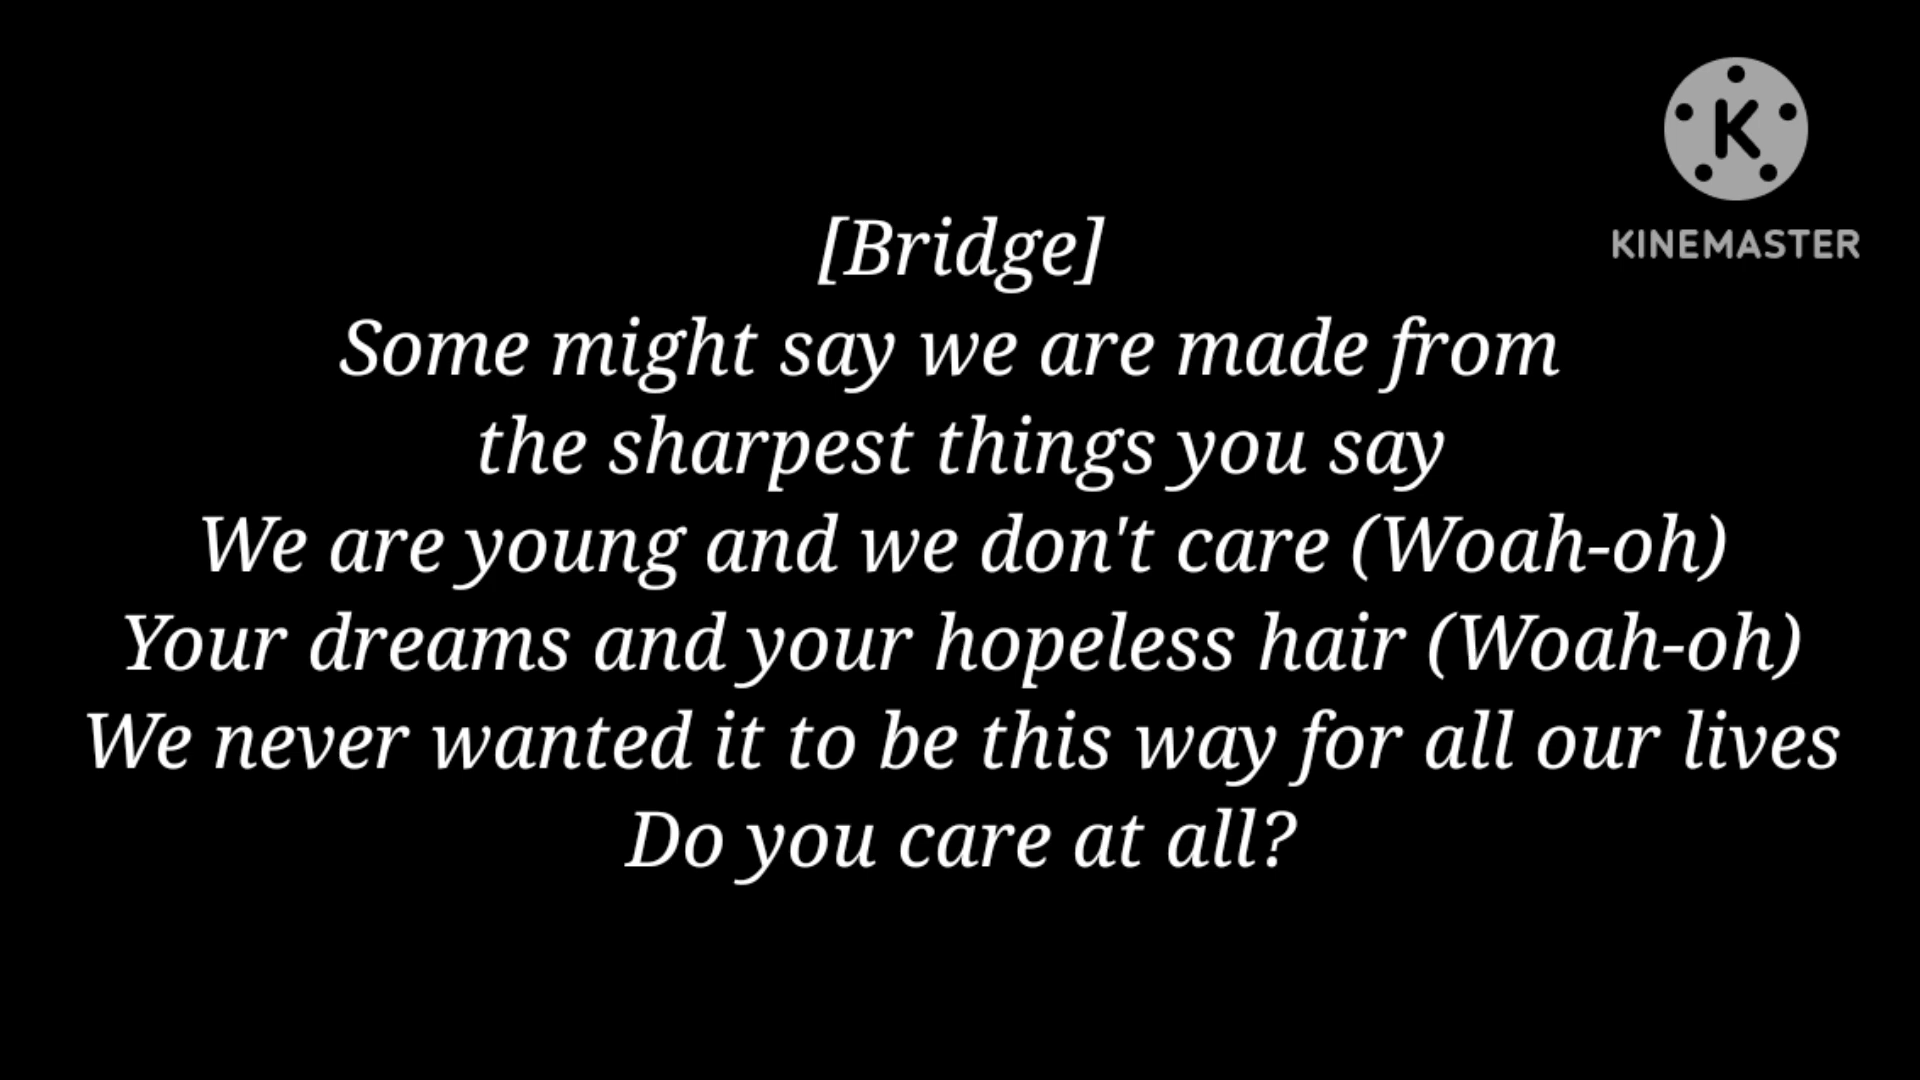 K
KINEMASTER
[Bridge]
Some might say we are made from
the sharpest things you say
We are young and we don't care (Woah-oh)
Your dreams and your hopeless hair (Woah-oh)
We never wanted it to be this way for all our lives
Do you care at all?